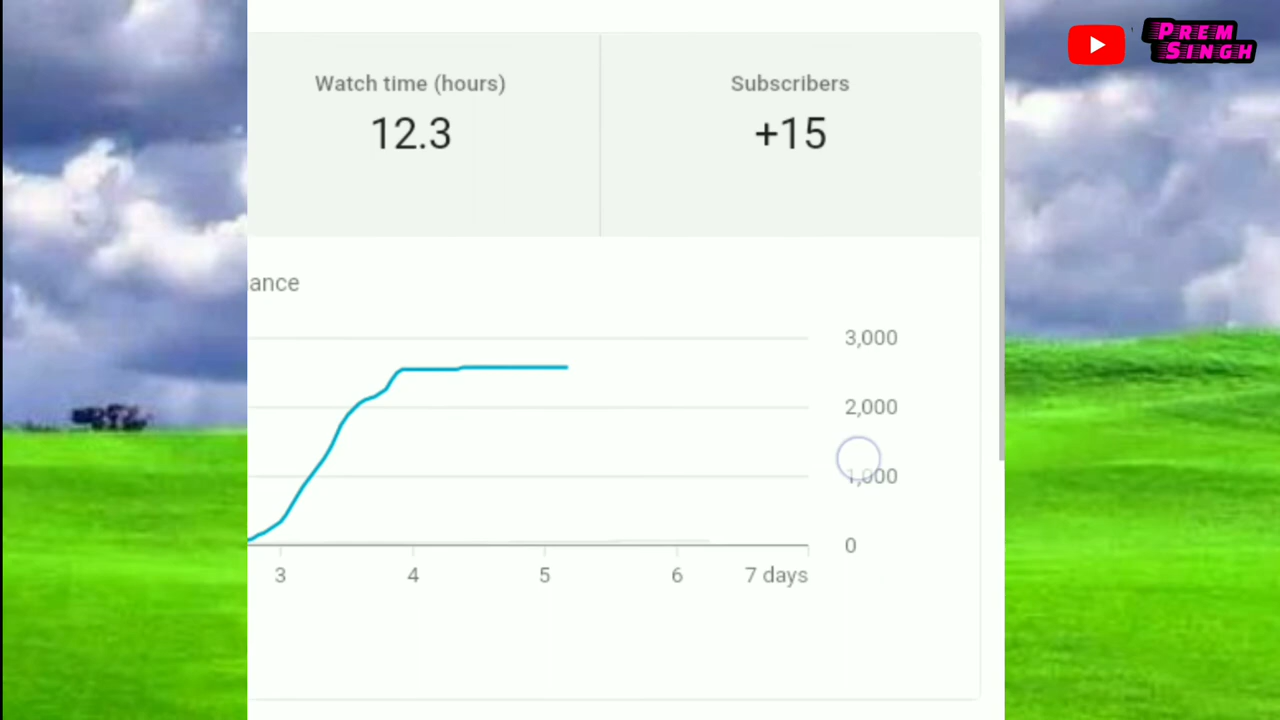 PREM
SINGH
Watch time (hours)
12.3
Subscribers
+15
ance
3,000
2,000
1,000
0
3
4
5
6
7 days